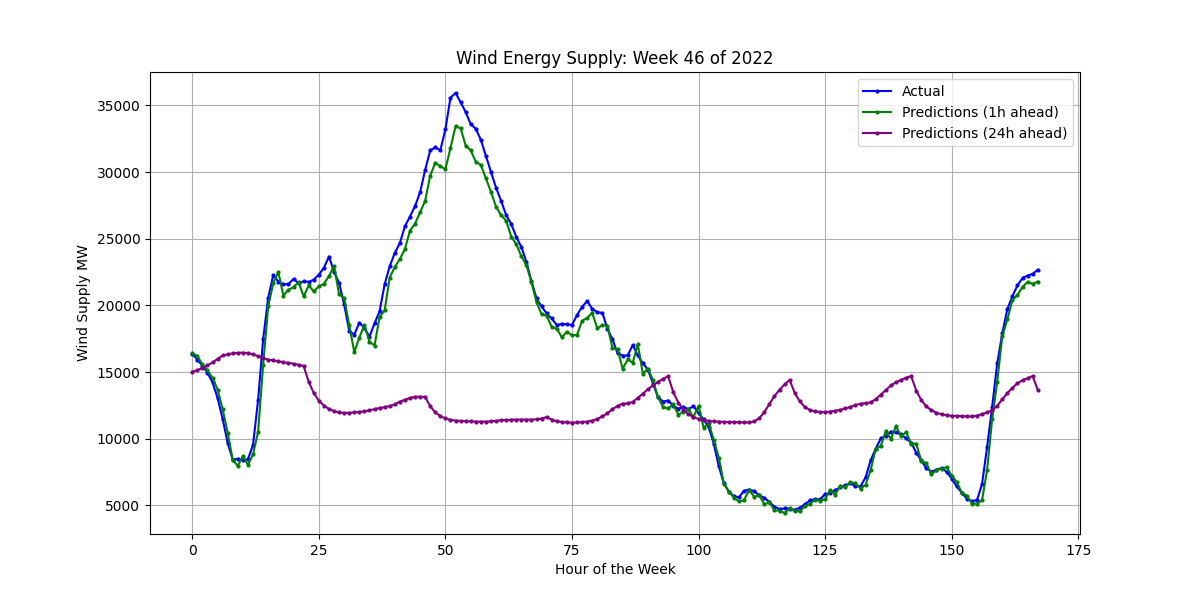 Wind Energy Supply: Week 46 of 2022
Actual
Predictions (1h ahead)
Predictions (24h ahead)
Wind Supply MW
35000
30000
25000
20000
15000
10000
5000
0 25 50 75 100 125 150 175
Hour of the Week